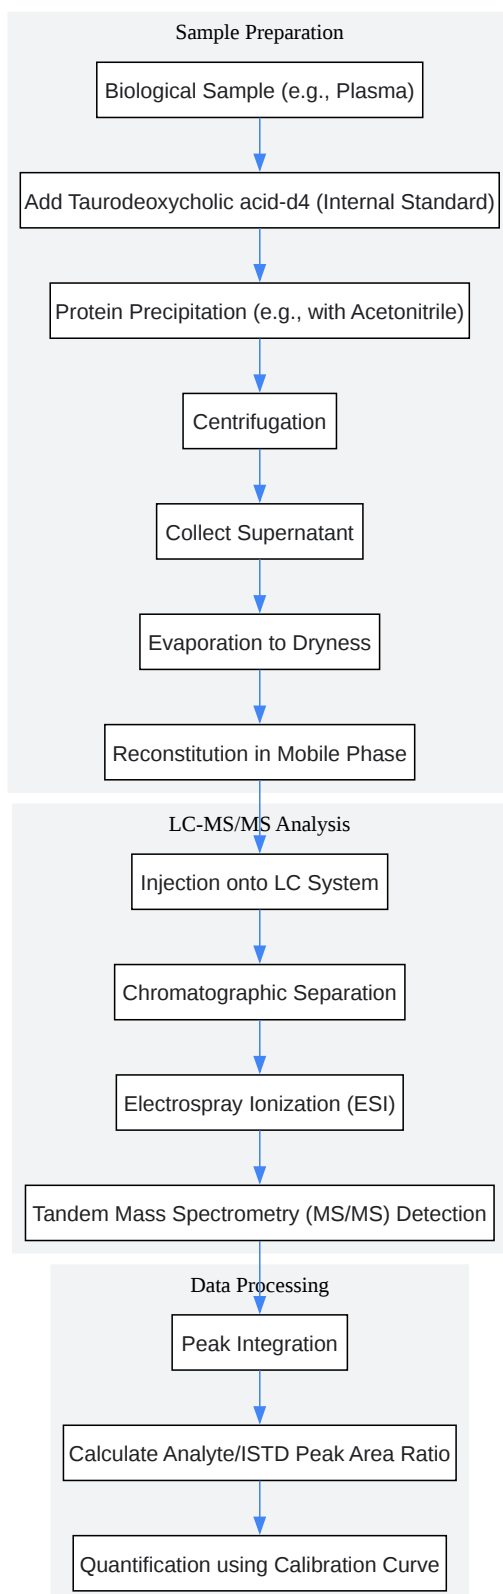 Sample Preparation
Biological Sample (e.g., Plasma)
Add Taurodeoxycholic acid-d4 (Internal Standard)
Protein Precipitation (e.g., with Acetonitrile)
Centrifugation
Collect Supernatant
Evaporation to Dryness
Reconstitution in Mobile Phase
LC-MS/MS Analysis
Injection onto LC System
Chromatographic Separation
Electrospray Ionization (ESI)
Tandem Mass Spectrometry (MS/MS) Detection
Data Processing
Peak Integration
Calculate Analyte/ISTD Peak Area Ratio
Quantification using Calibration Curve